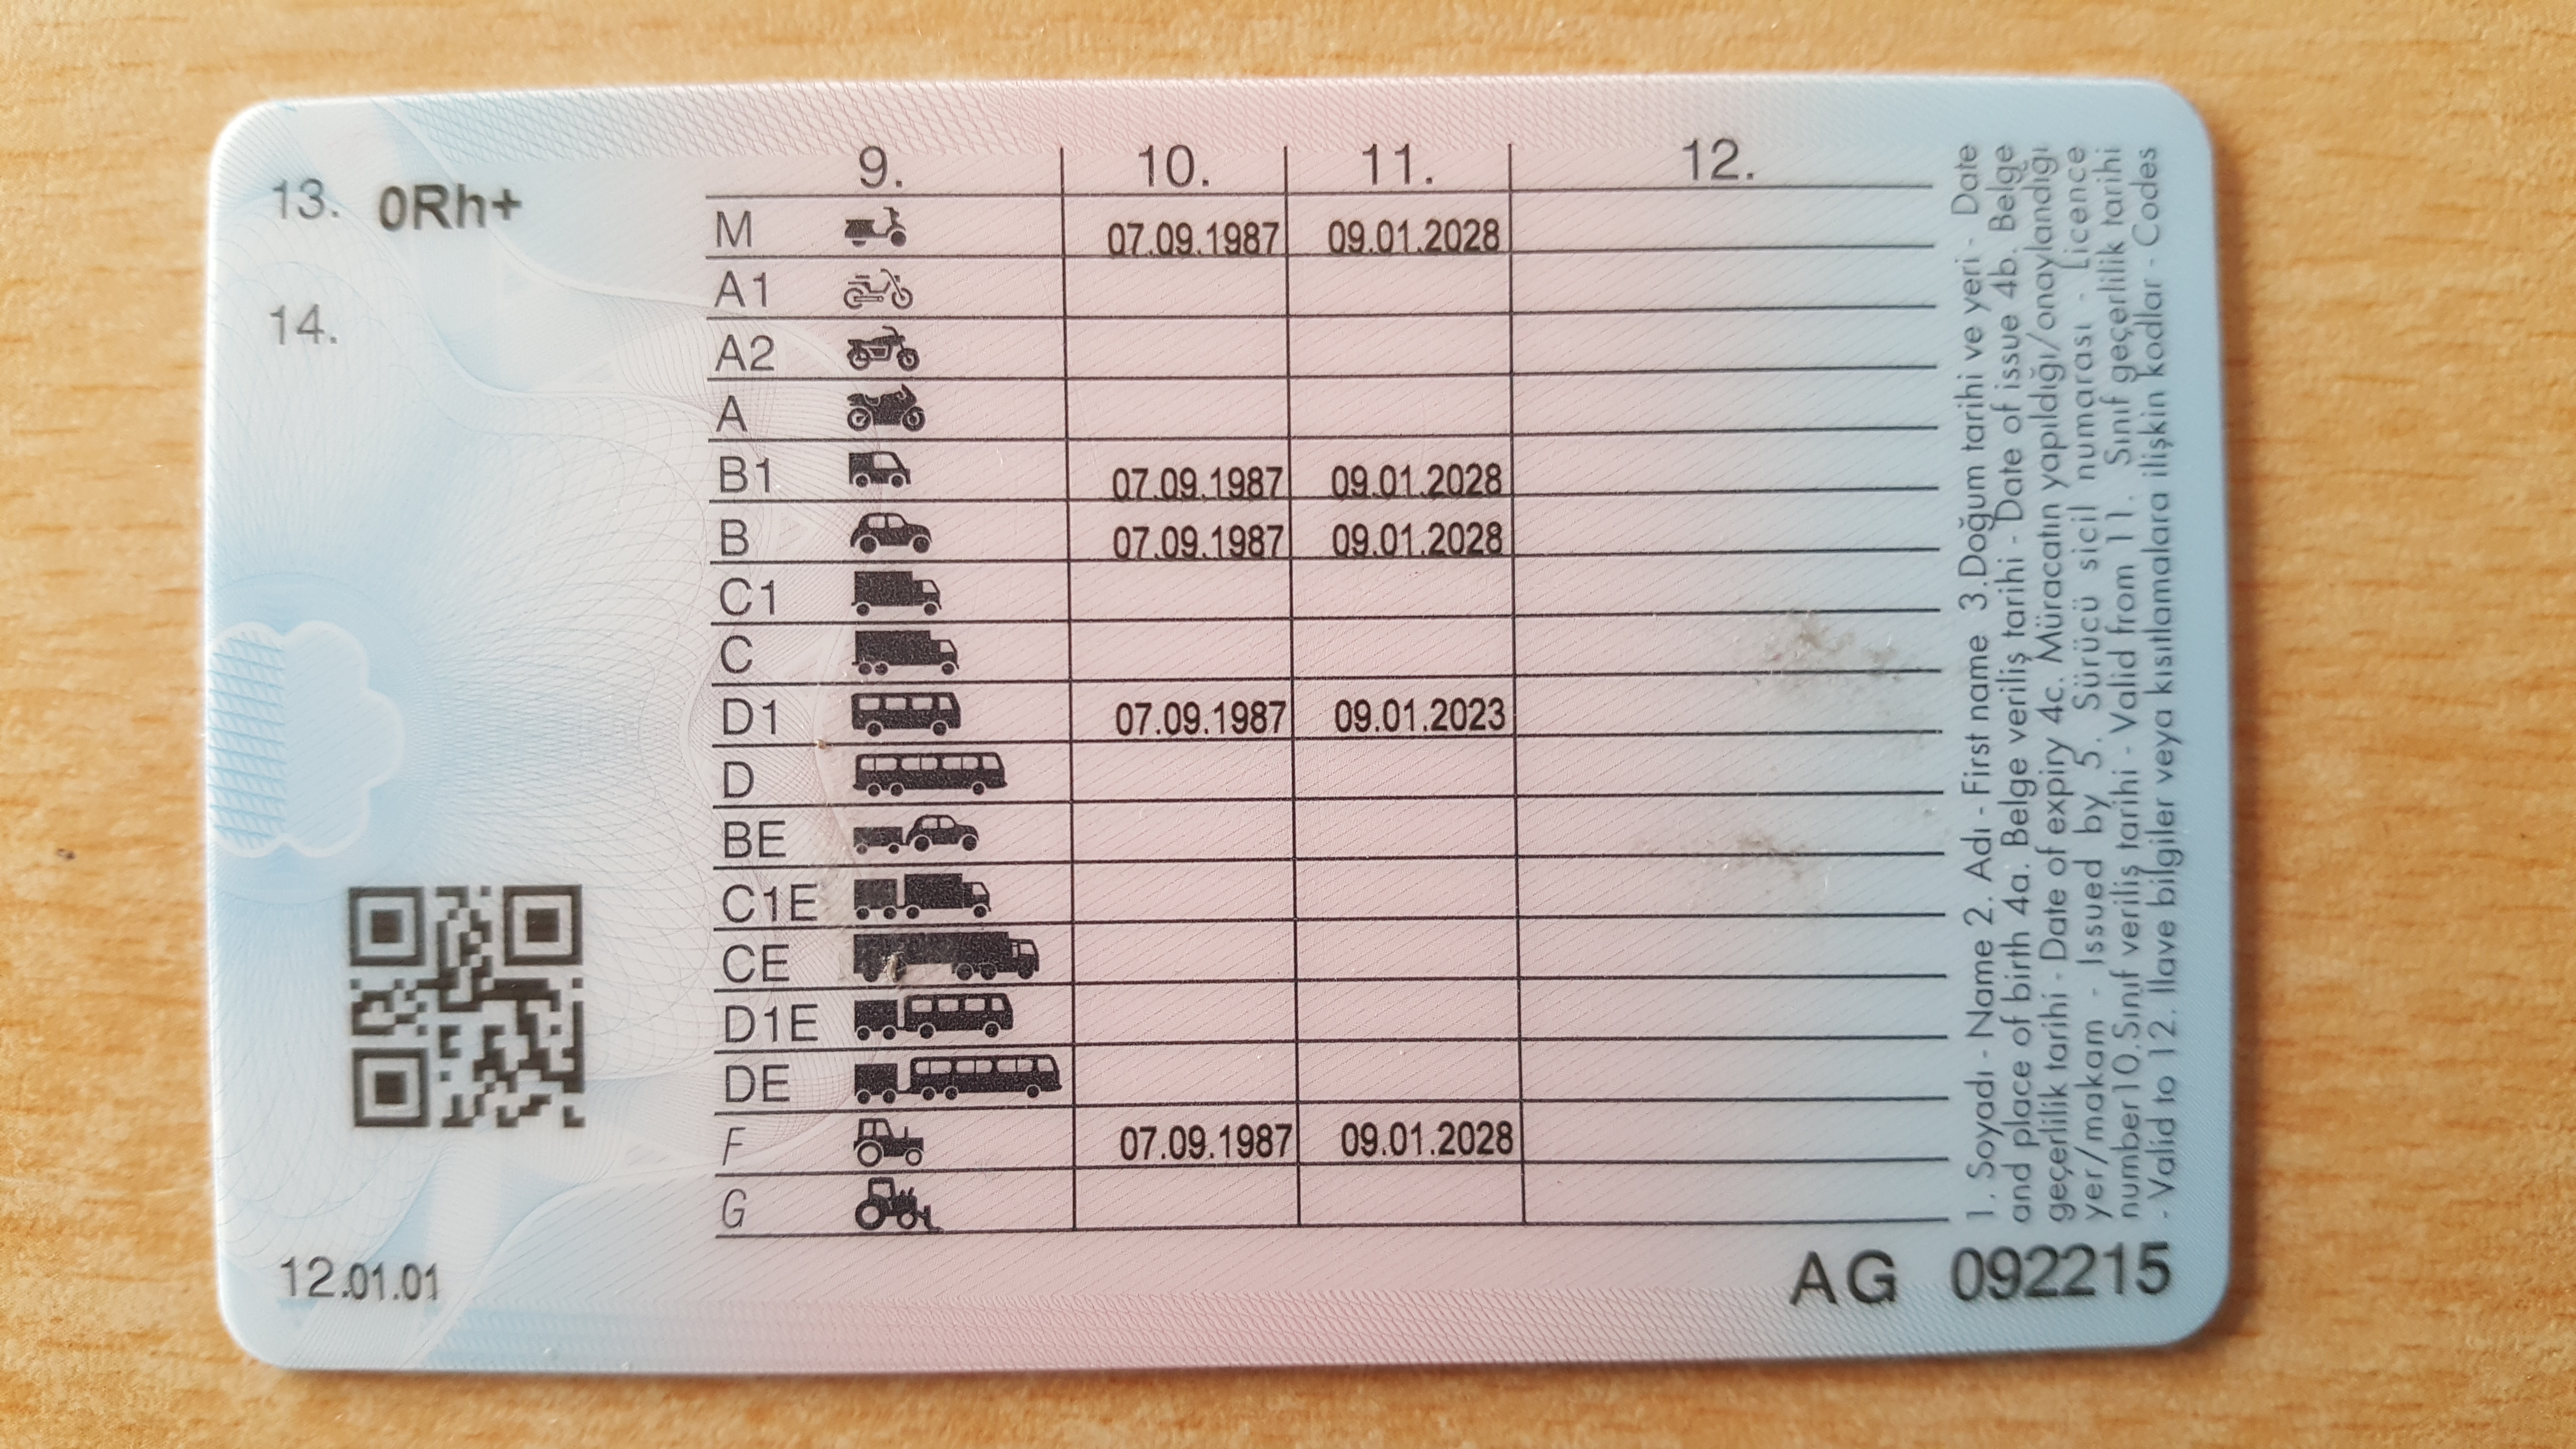 13. 0Rh+
14.
9. 10. 11. 12.
M 07.09.1987 09.01.2028
A1
A2
A
B1 07.09.1987 09.01.2028
B 07.09.1987 09.01.2028
C1
C
D1 07.09.1987 09.01.2023
D
BE
C1E
CE
D1E
DE
F 07.09.1987 09.01.2028
G
12.01.01
AG 092215
1. Soyadı - Name 2. Adı - First name 3.Doğum tarihi ve yeri - Date
and place of birth 4a. Belge veriliş tarihi - Date of issue 4b. Belge
geçerlilik tarihi - Date of expiry 4c. Müracatın yapıldığı/onaylandığı
yer/makam - Issued by 5. Sürücü sicil numarası - Licence
number10.Sınıf veriliş tarihi - Valid from 11. Sınıf geçerlilik tarihi
- Valid to 12. İlave bilgiler veya kısıtlamalara ilişkin kodlar - Codes